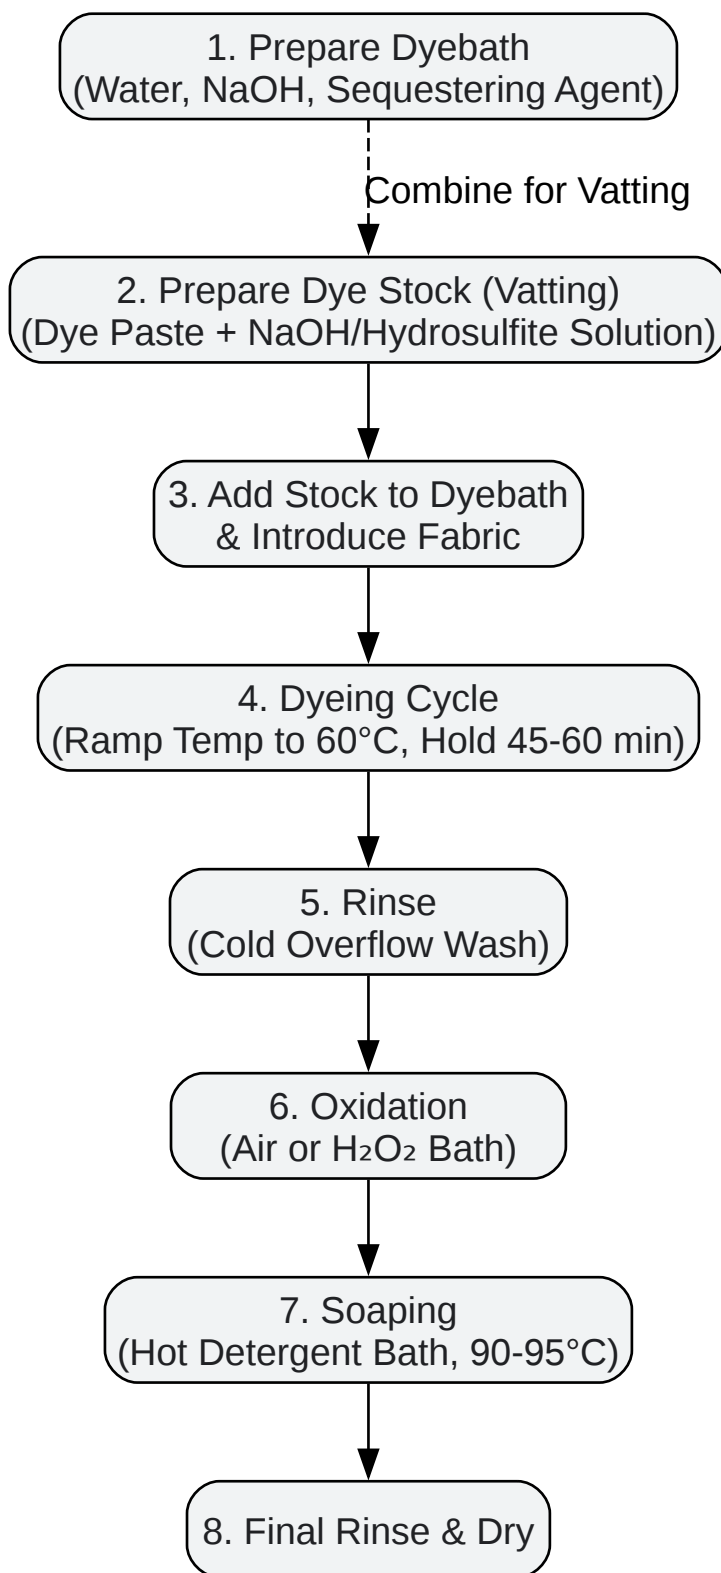 1. Prepare Dyebath
(Water, NaOH, Sequestering Agent)
Combine for Vatting
2. Prepare Dye Stock (Vatting)
(Dye Paste + NaOH/Hydrosulfite Solution)
3. Add Stock to Dyebath
& Introduce Fabric
4. Dyeing Cycle
(Ramp Temp to 60°C, Hold 45-60 min)
5. Rinse
(Cold Overflow Wash)
6. Oxidation
(Air or H₂O₂ Bath)
7. Soaping
(Hot Detergent Bath, 90-95°C)
8. Final Rinse & Dry